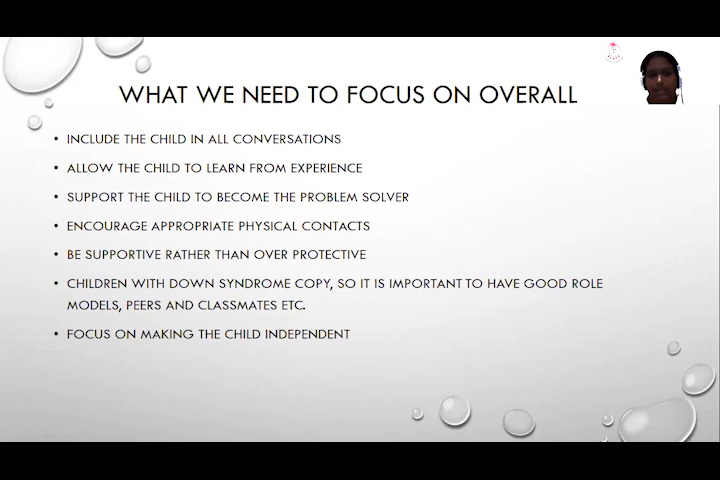 WHAT WE NEED TO FOCUS ON OVERALL
• INCLUDE THE CHILD IN ALL CONVERSATIONS
• ALLOW THE CHILD TO LEARN FROM EXPERIENCE
• SUPPORT THE CHILD TO BECOME THE PROBLEM SOLVER
• ENCOURAGE APPROPRIATE PHYSICAL CONTACTS
• BE SUPPORTIVE RATHER THAN OVER PROTECTIVE
• CHILDREN WITH DOWN SYNDROME COPY, SO IT IS IMPORTANT TO HAVE GOOD ROLE
MODELS, PEERS AND CLASSMATES ETC.
• FOCUS ON MAKING THE CHILD INDEPENDENT